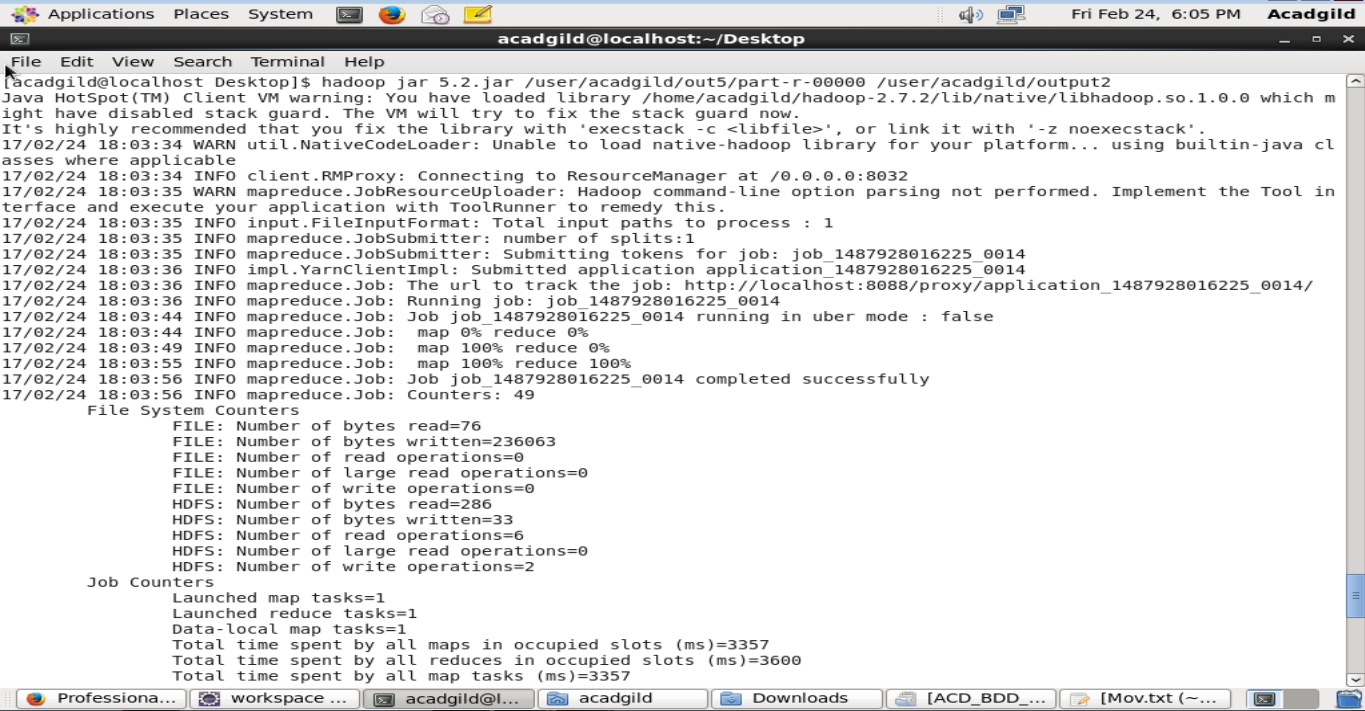 Applications Places System Fri Feb 24, 6:05 PM Acadgild
acadgild@localhost:~/Desktop
File Edit View Search Terminal Help
[acadgild@localhost Desktop]$ hadoop jar 5.2.jar /user/acadgild/out5/part-r-00000 /user/acadgild/output2
Java HotSpot(TM) Client VM warning: You have loaded library /home/acadgild/hadoop-2.7.2/lib/native/libhadoop.so.1.0.0 which m
ight have disabled stack guard. The VM will try to fix the stack guard now.
It's highly recommended that you fix the library with 'execstack -c <libfile>', or link it with '-z noexecstack'.
17/02/24 18:03:34 WARN util.NativeCodeLoader: Unable to load native-hadoop library for your platform... using builtin-java cl
asses where applicable
17/02/24 18:03:34 INFO client.RMProxy: Connecting to ResourceManager at /0.0.0.0:8032
17/02/24 18:03:35 WARN mapreduce.JobResourceUploader: Hadoop command-line option parsing not performed. Implement the Tool in
terface and execute your application with ToolRunner to remedy this.
17/02/24 18:03:35 INFO input.FileInputFormat: Total input paths to process : 1
17/02/24 18:03:35 INFO mapreduce.JobSubmitter: number of splits:1
17/02/24 18:03:35 INFO mapreduce.JobSubmitter: Submitting tokens for job: job_1487928016225_0014
17/02/24 18:03:36 INFO impl.YarnClientImpl: Submitted application application_1487928016225_0014
17/02/24 18:03:36 INFO mapreduce.Job: The url to track the job: http://localhost:8088/proxy/application_1487928016225_0014/
17/02/24 18:03:36 INFO mapreduce.Job: Running job: job_1487928016225_0014
17/02/24 18:03:44 INFO mapreduce.Job: Job job_1487928016225_0014 running in uber mode : false
17/02/24 18:03:44 INFO mapreduce.Job:  map 0% reduce 0%
17/02/24 18:03:49 INFO mapreduce.Job:  map 100% reduce 0%
17/02/24 18:03:55 INFO mapreduce.Job:  map 100% reduce 100%
17/02/24 18:03:56 INFO mapreduce.Job: Job job_1487928016225_0014 completed successfully
17/02/24 18:03:56 INFO mapreduce.Job: Counters: 49
File System Counters
FILE: Number of bytes read=76
FILE: Number of bytes written=236063
FILE: Number of read operations=0
FILE: Number of large read operations=0
FILE: Number of write operations=0
HDFS: Number of bytes read=286
HDFS: Number of bytes written=33
HDFS: Number of read operations=6
HDFS: Number of large read operations=0
HDFS: Number of write operations=2
Job Counters
Launched map tasks=1
Launched reduce tasks=1
Data-local map tasks=1
Total time spent by all maps in occupied slots (ms)=3357
Total time spent by all reduces in occupied slots (ms)=3600
Total time spent by all map tasks (ms)=3357
Professiona... workspace ... acadgild@l... acadgild Downloads [ACD_BDD_... [Mov.txt (~...